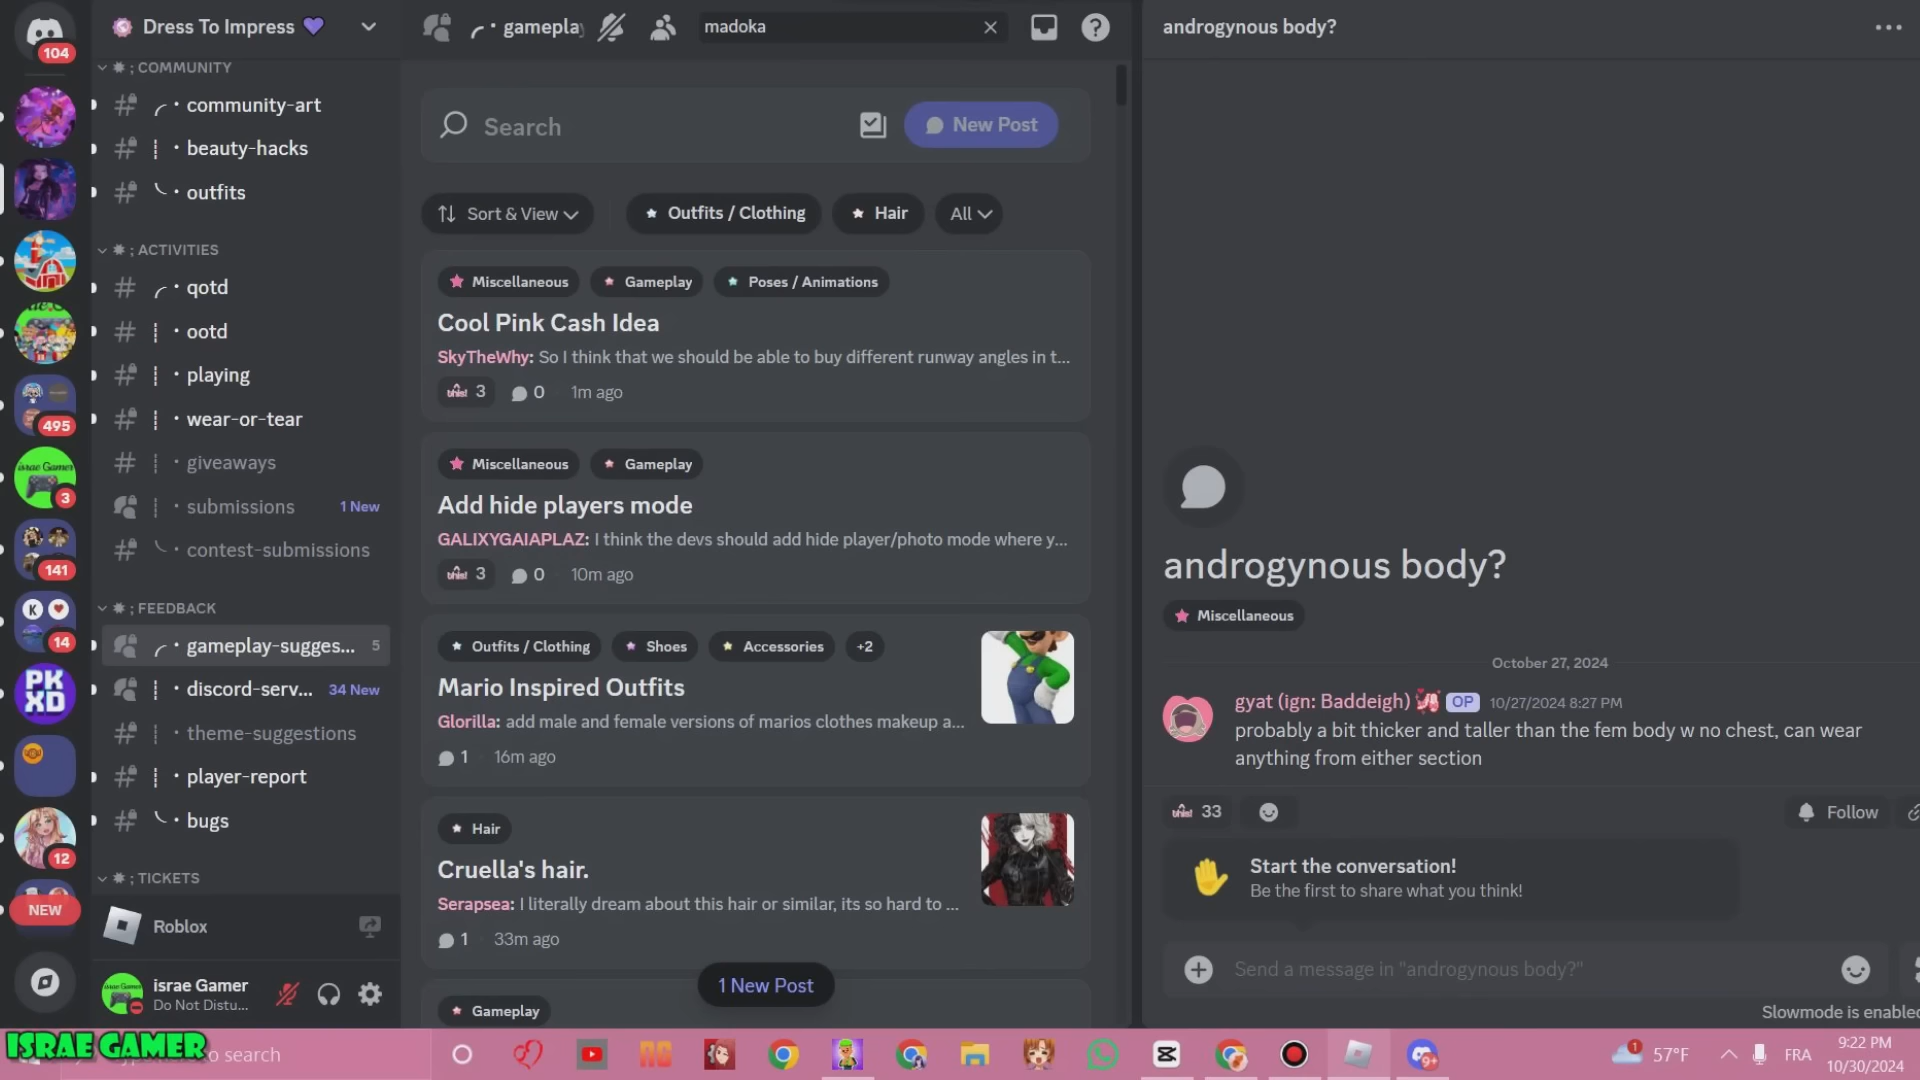 104
Dress To Impress
; COMMUNITY
community-art
beauty-hacks
outfits
; ACTIVITIES
qotd
ootd
playing
wear-or-tear
giveaways
submissions 1 New
contest-submissions
; FEEDBACK
gameplay-sugges... 5
discord-serv... 34 New
theme-suggestions
player-report
bugs
; TICKETS
Roblox
israe Gamer
Do Not Distu...
495
israe Gamer
3
141
K
14
PK
XD
12
NEW
madoka
Search
New Post
Sort & View
Outfits / Clothing
Hair
All
Miscellaneous
Gameplay
Poses / Animations
Cool Pink Cash Idea
SkyTheWhy: So I think that we should be able to buy different runway angles in t...
this! 3 0 1m ago
Miscellaneous
Gameplay
Add hide players mode
GALIXYGAIAPLAZ: I think the devs should add hide player/photo mode where y...
this! 3 0 10m ago
Outfits / Clothing
Shoes
Accessories
+2
Mario Inspired Outfits
Glorilla: add male and female versions of marios clothes makeup a...
1 16m ago
Hair
Cruella's hair.
Serapsea: I literally dream about this hair or similar, its so hard to ...
1 33m ago
1 New Post
Gameplay
androgynous body?
androgynous body?
Miscellaneous
October 27, 2024
gyat (ign: Baddeigh) OP 10/27/2024 8:27 PM
probably a bit thicker and taller than the fem body w no chest, can wear
anything from either section
this! 33
Follow
Start the conversation!
Be the first to share what you think!
Send a message in "androgynous body?"
Slowmode is enabled
ISRAE GAMER
to search
9+
1
57°F
FRA
9:22 PM
10/30/2024